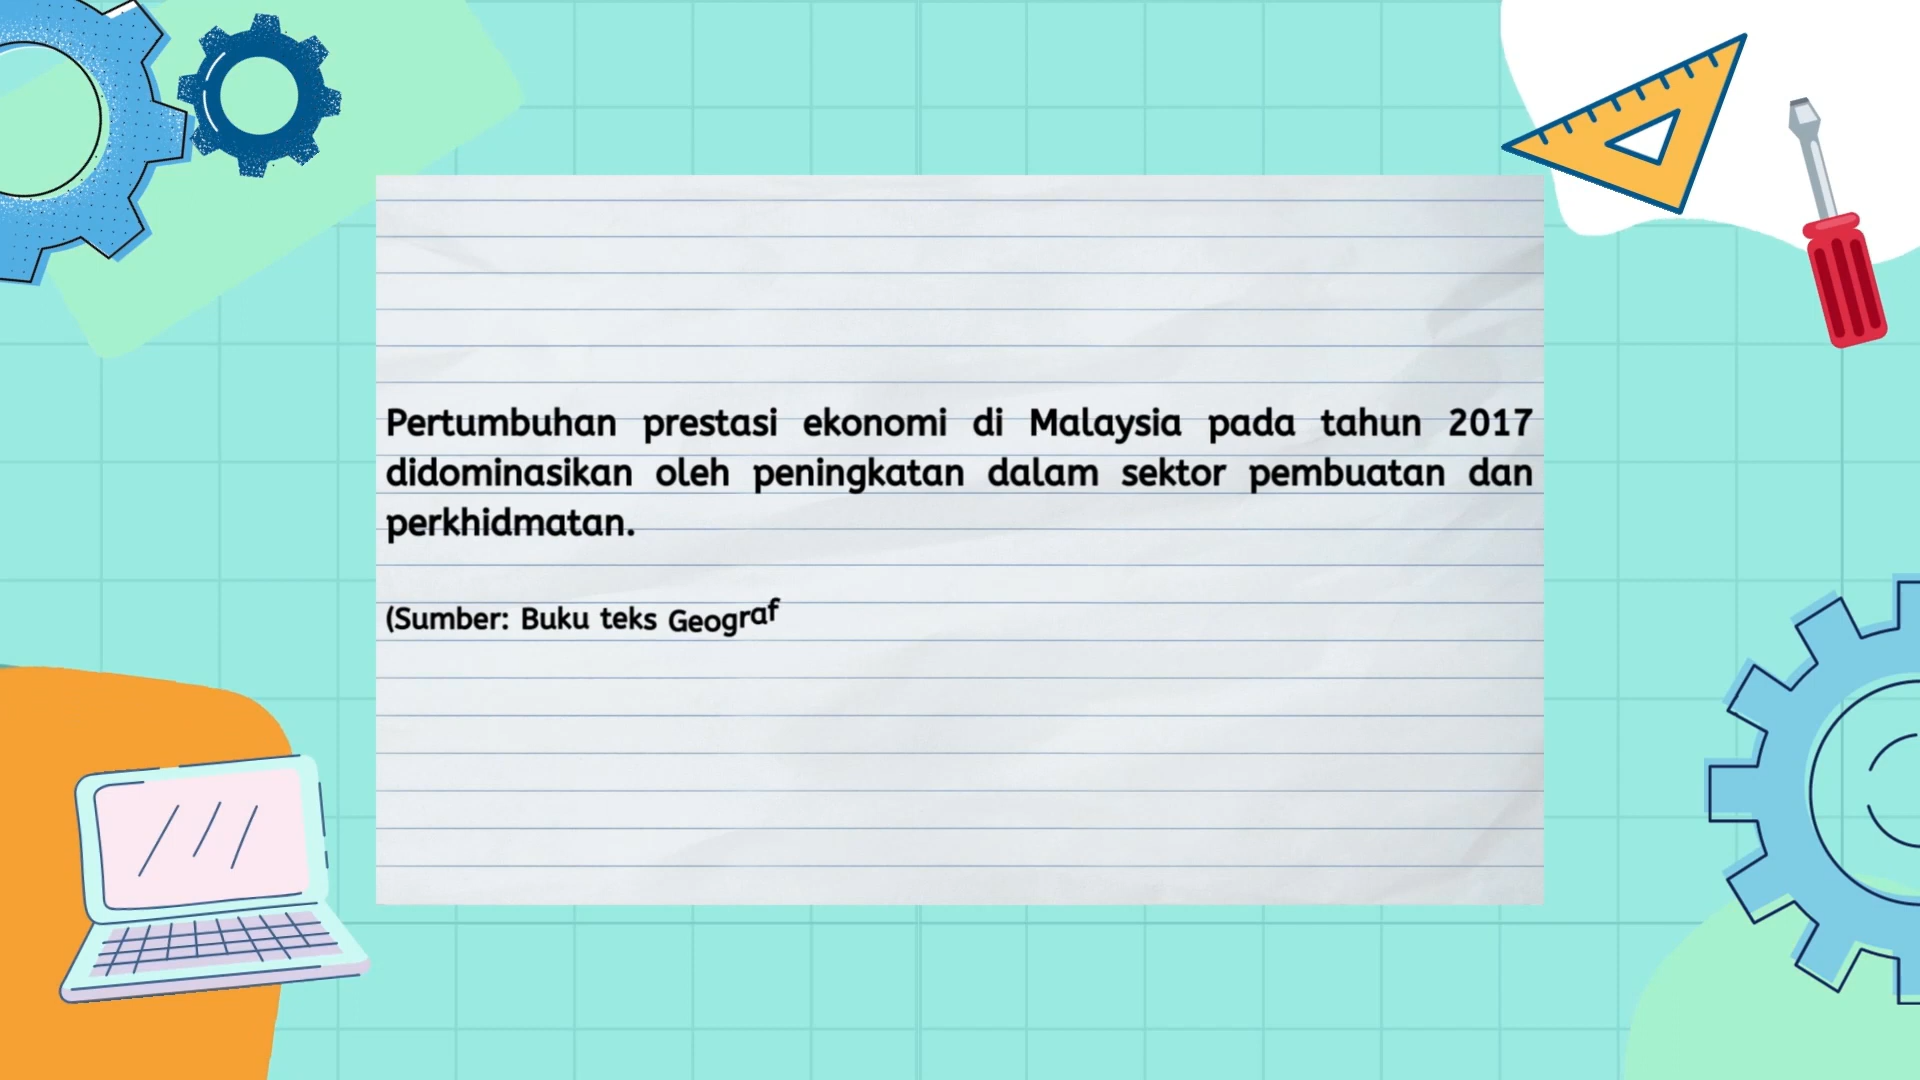 Pertumbuhan prestasi ekonomi di Malaysia pada tahun 2017
didominasikan oleh peningkatan dalam sektor pembuatan dan
perkhidmatan.
(Sumber: Buku teks Geograf